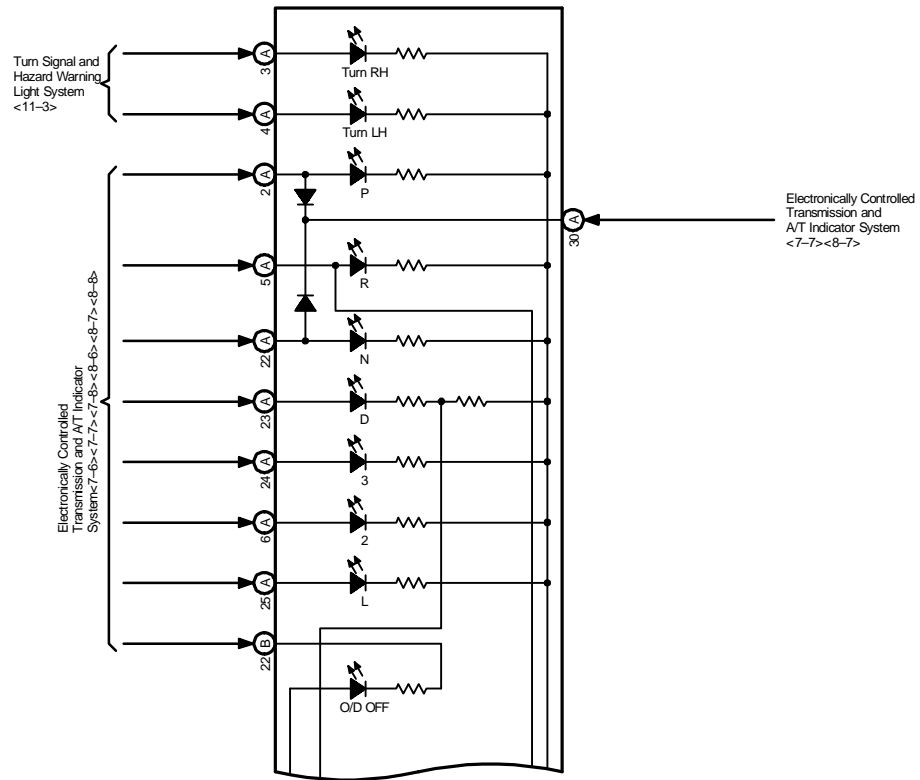 Turn Signal and
Hazard Warning
Light System
<11–3>
A
3
Turn RH
A
4
Turn LH
A
2
P
A
30
Electronically Controlled
Transmission and
A/T Indicator System
<7–7><8–7>
A
5
R
A
22
N
A
23
D
A
24
3
A
6
2
A
25
L
B
22
O/D OFF
Electronically Controlled
Transmission and A/T Indicator
System<7–6><7–7><7–8><8–6><8–7><8–8>